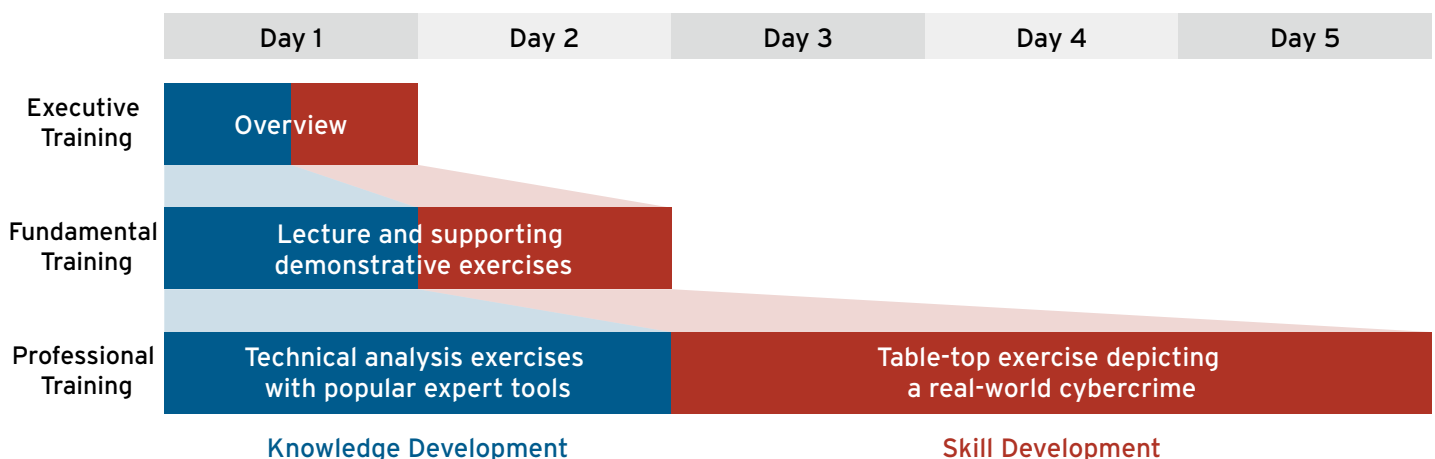 Day 1 Day 2 Day 3 Day 4 Day 5
Executive
Training
Overview
Fundamental
Training
Lecture and supporting
demonstrative exercises
Professional
Training
Technical analysis exercises
with popular expert tools
Table-top exercise depicting
a real-world cybercrime
Knowledge Development
Skill Development